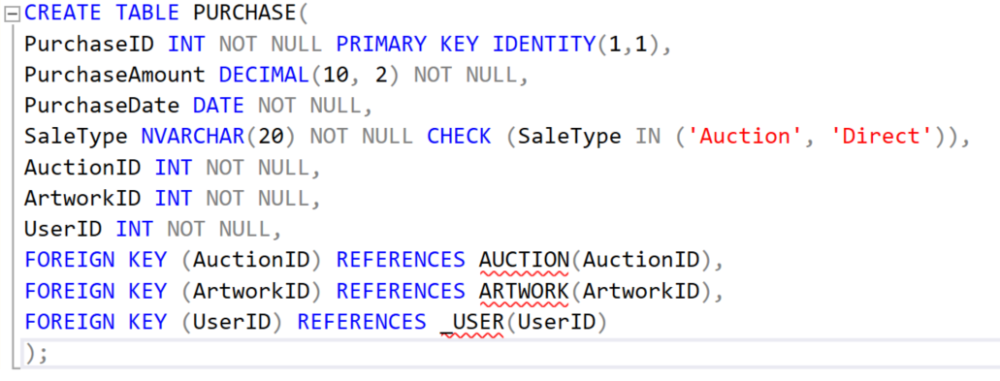 CREATE TABLE PURCHASE(
PurchaseID INT NOT NULL PRIMARY KEY IDENTITY(1,1),
PurchaseAmount DECIMAL(10, 2) NOT NULL,
PurchaseDate DATE NOT NULL,
SaleType NVARCHAR(20) NOT NULL CHECK (SaleType IN ('Auction', 'Direct')),
AuctionID INT NOT NULL,
ArtworkID INT NOT NULL,
UserID INT NOT NULL,
FOREIGN KEY (AuctionID) REFERENCES AUCTION(AuctionID),
FOREIGN KEY (ArtworkID) REFERENCES ARTWORK(ArtworkID),
FOREIGN KEY (UserID) REFERENCES _USER(UserID)
);